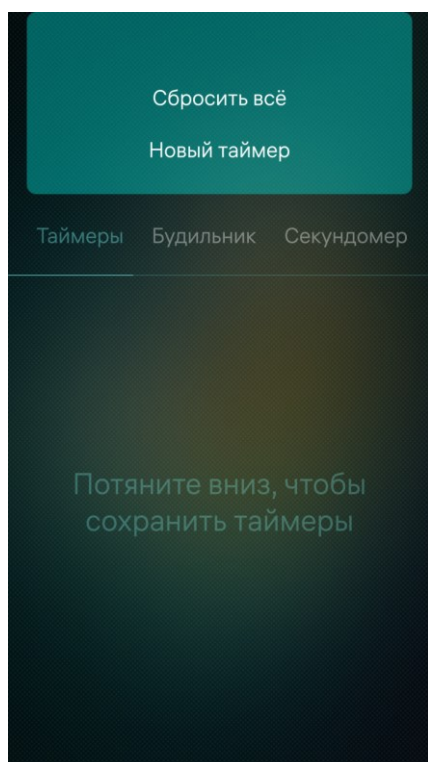 Сбросить всё
Новый таймер
Таймеры Будильник Секундомер
Потяните вниз, чтобы
сохранить таймеры